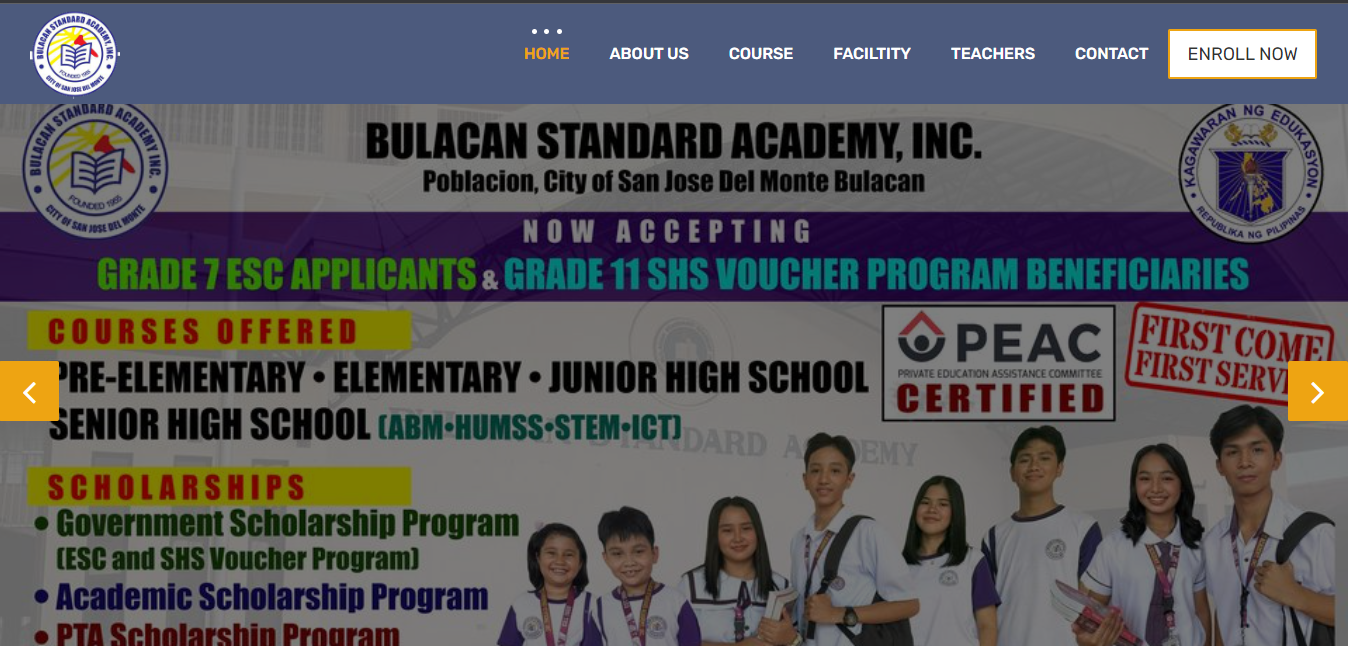 BULACAN STANDARD ACADEMY, INC.
FOUNDED 1955
CITY OF SAN JOSE DEL MONTE
HOME
ABOUT US
COURSE
FACILTITY
TEACHERS
CONTACT
ENROLL NOW
BULACAN STANDARD ACADEMY INC.
FOUNDED 1955
CITY OF SAN JOSE DEL MONTE
BULACAN STANDARD ACADEMY, INC.
Poblacion, City of San Jose Del Monte Bulacan
KAGAWARAN NG EDUKASYON
REPUBLIKA NG PILIPINAS
NOW ACCEPTING
GRADE 7 ESC APPLICANTS & GRADE 11 SHS VOUCHER PROGRAM BENEFICIARIES
COURSES OFFERED
PRE-ELEMENTARY • ELEMENTARY • JUNIOR HIGH SCHOOL
SENIOR HIGH SCHOOL (ABM•HUMSS•STEM•ICT)
PEAC
PRIVATE EDUCATION ASSISTANCE COMMITTEE
CERTIFIED
FIRST COME
FIRST SERV
STANDARD ACADEMY
SCHOLARSHIPS
• Government Scholarship Program
(ESC and SHS Voucher Program)
• Academic Scholarship Program
• PTA Scholarship Program